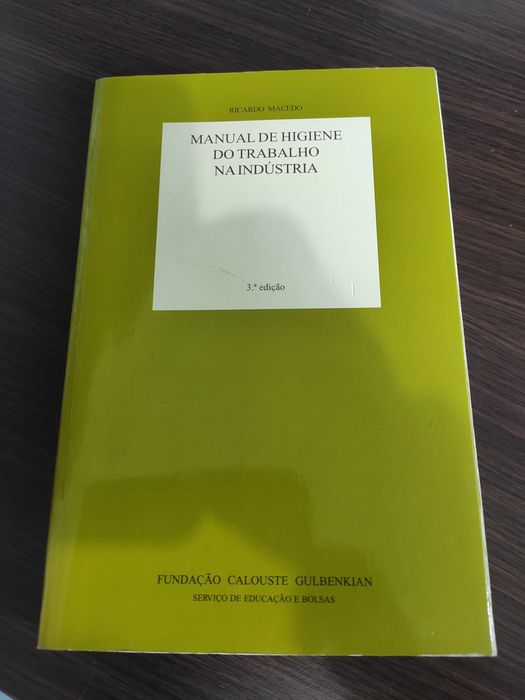 RICARDO MACEDO
MANUAL DE HIGIENE
DO TRABALHO
NA INDÚSTRIA
3.ª edição
FUNDAÇÃO CALOUSTE GULBENKIAN
SERVIÇO DE EDUCAÇÃO E BOLSAS